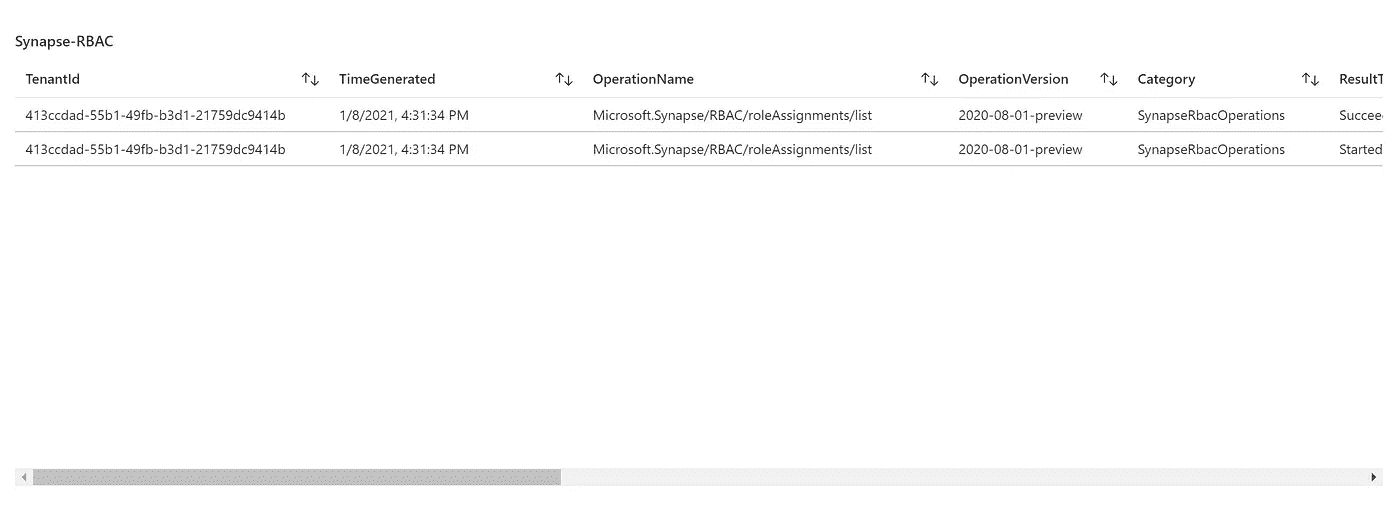 Synapse-RBAC
TenantId TimeGenerated OperationName OperationVersion Category ResultT
413ccdad-55b1-49fb-b3d1-21759dc9414b 1/8/2021, 4:31:34 PM Microsoft.Synapse/RBAC/roleAssignments/list 2020-08-01-preview SynapseRbacOperations Succee
413ccdad-55b1-49fb-b3d1-21759dc9414b 1/8/2021, 4:31:34 PM Microsoft.Synapse/RBAC/roleAssignments/list 2020-08-01-preview SynapseRbacOperations Started